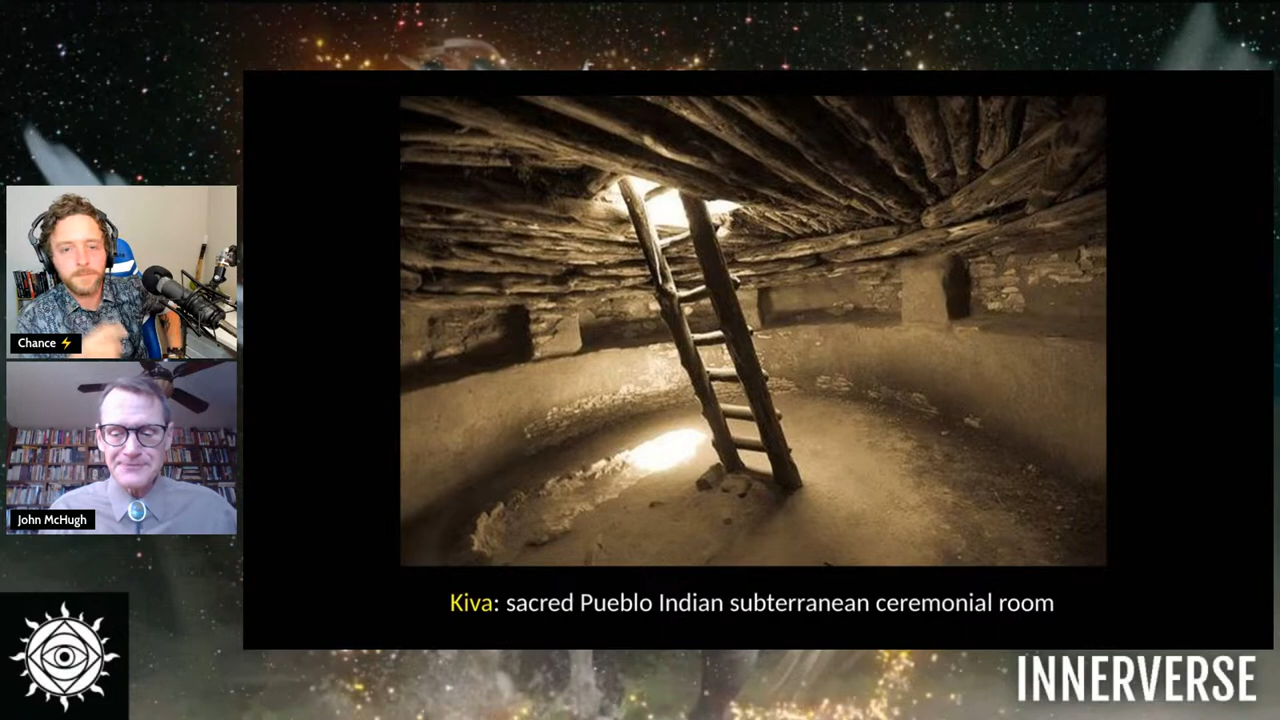 Chance ⚡
John McHugh
Kiva: sacred Pueblo Indian subterranean ceremonial room
INNERVERSE